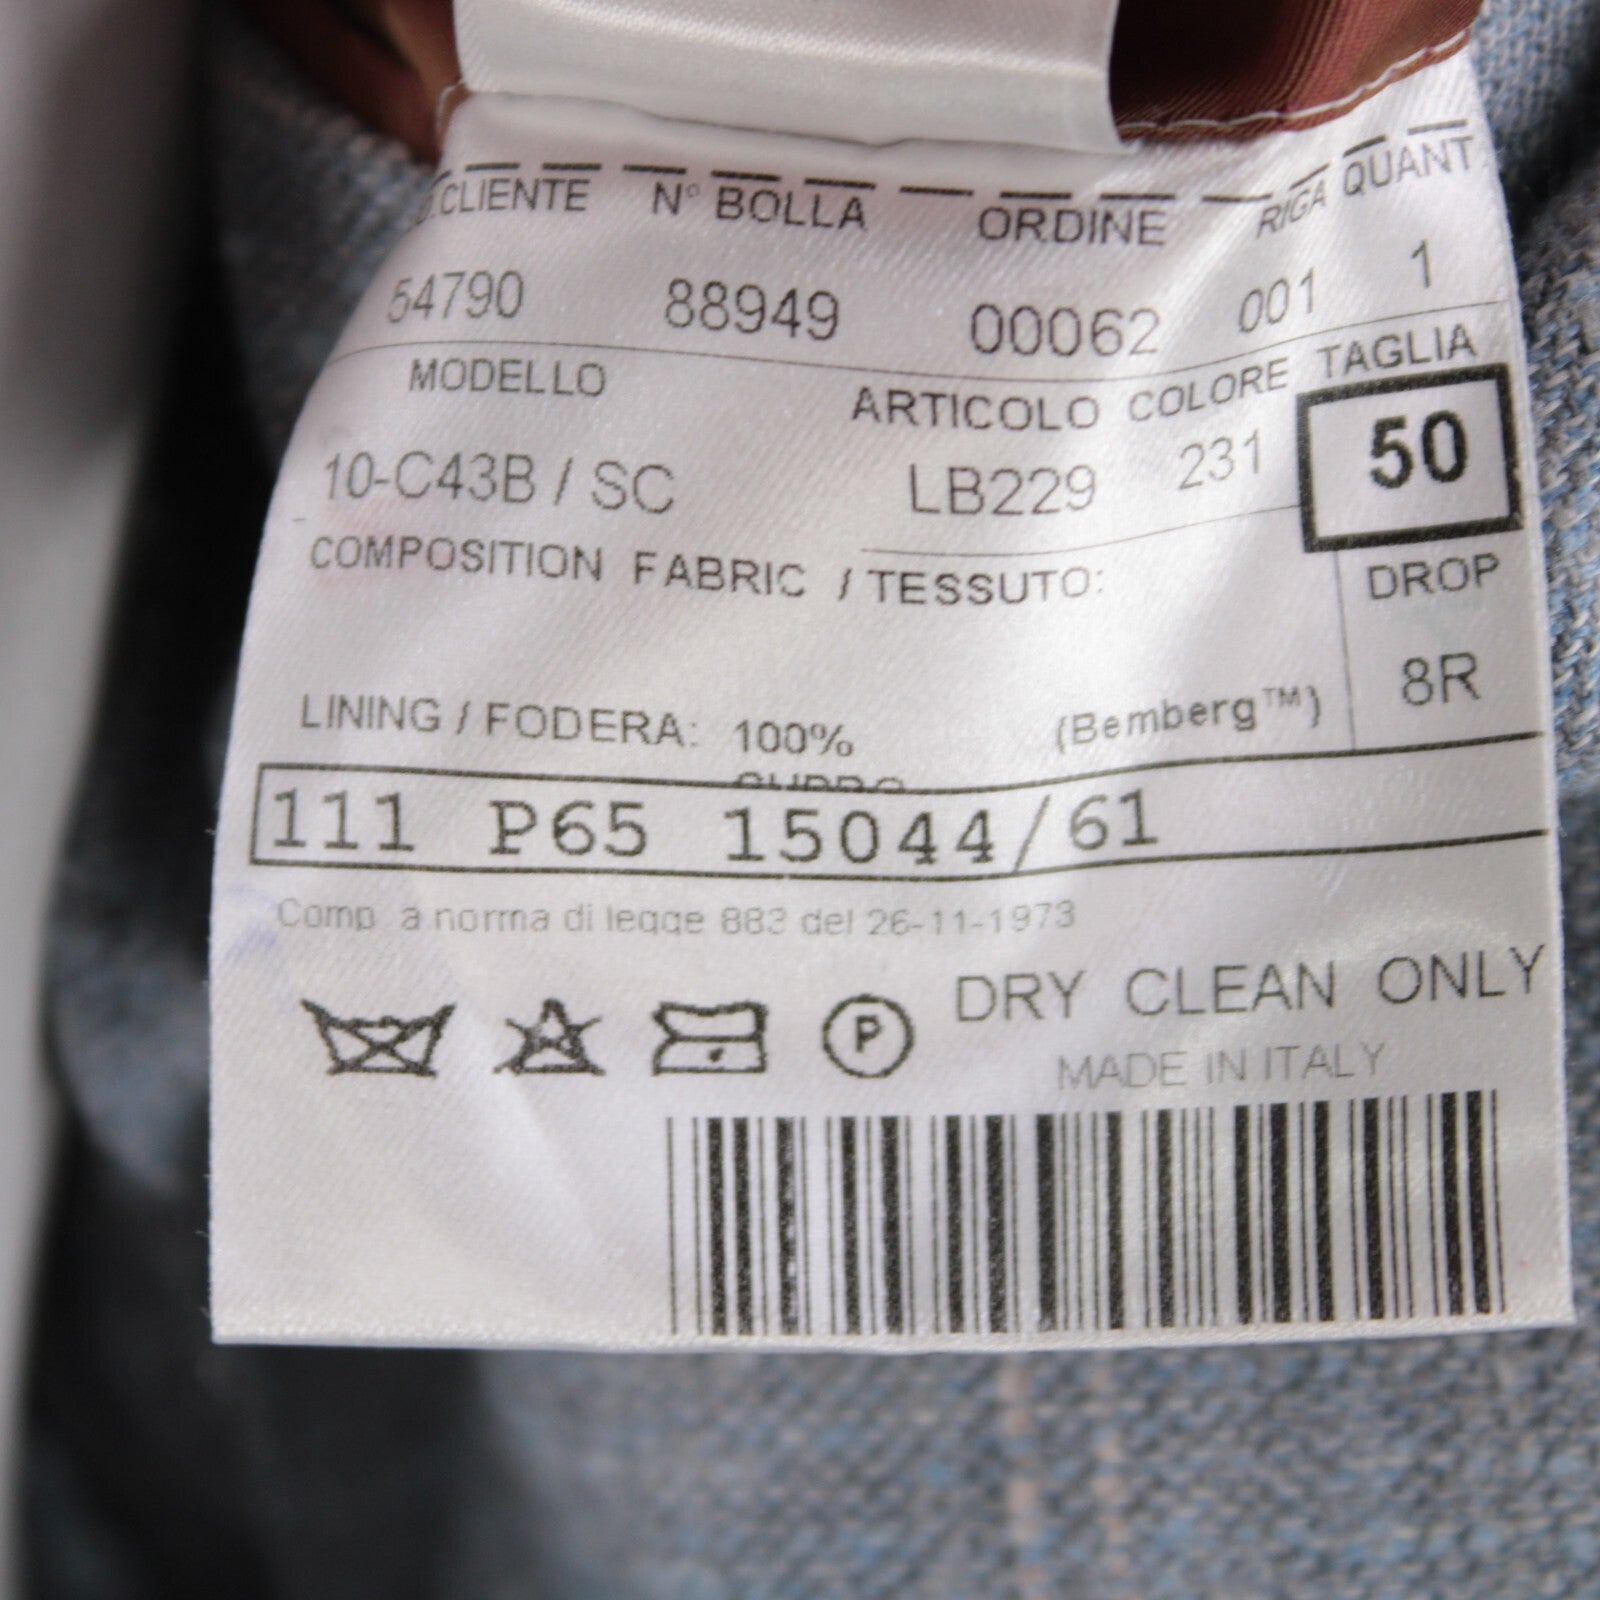 CLIENTE N° BOLLA ORDINE RIGA QUANT
54790 88949 00062 001 1
MODELLO ARTICOLO COLORE TAGLIA
10-C43B / SC LB229 231 50
COMPOSITION FABRIC / TESSUTO: DROP
8R
LINING / FODERA: 100% (Bemberg™)
111 P65 15044/61
Comp a norma di legge 883 del 26-11-1973
P DRY CLEAN ONLY
MADE IN ITALY